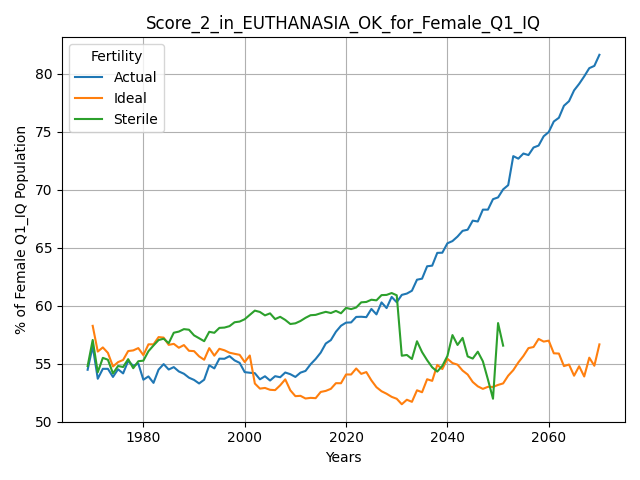 Score_2_in_EUTHANASIA_OK_for_Female_Q1_IQ
Fertility
Actual
Ideal
Sterile
% of Female Q1_IQ Population
80
75
70
65
60
55
50
1980
2000
2020
2040
2060
Years